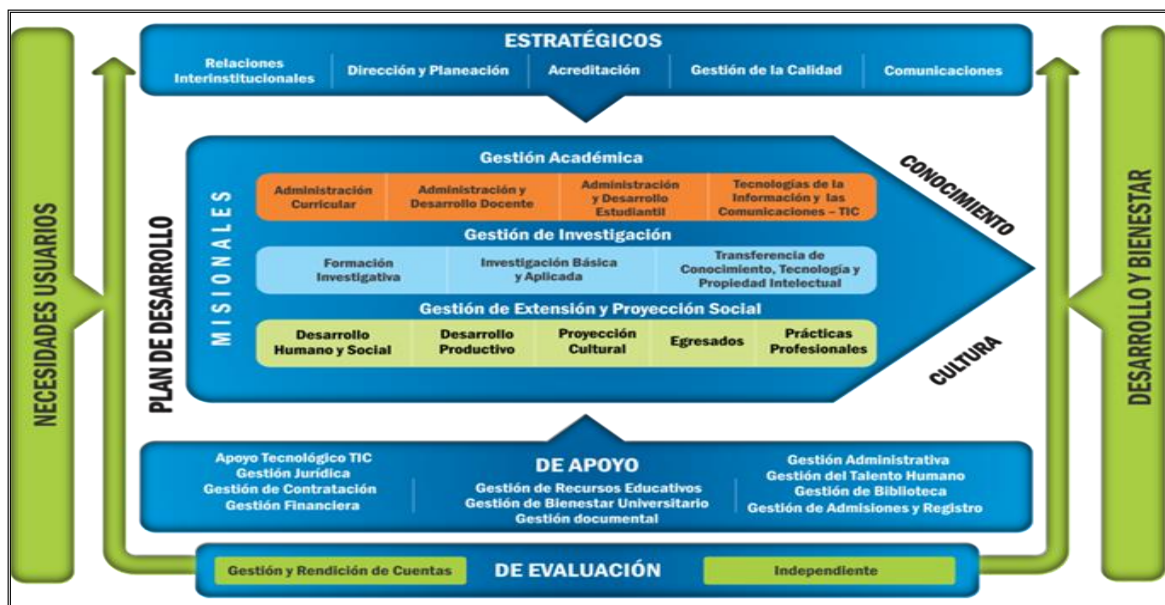 ESTRATÉGICOS
Relaciones
Interinstitucionales
Dirección y Planeación
Acreditación
Gestión de la Calidad
Comunicaciones
NECESIDADES USUARIOS
PLAN DE DESARROLLO
MISIONALES
Gestión Académica
Administración
Curricular
Administración y
Desarrollo Docente
Administración
y Desarrollo
Estudiantil
Tecnologías de la
Información y las
Comunicaciones – TIC
Gestión de Investigación
Formación
Investigativa
Investigación Básica
y Aplicada
Transferencia de
Conocimiento, Tecnología y
Propiedad Intelectual
Gestión de Extensión y Proyección Social
Desarrollo
Humano y Social
Desarrollo
Productivo
Proyección
Cultural
Egresados
Prácticas
Profesionales
CONOCIMIENTO
CULTURA
DESARROLLO Y BIENESTAR
DE APOYO
Apoyo Tecnológico TIC
Gestión Jurídica
Gestión de Contratación
Gestión Financiera
Gestión de Recursos Educativos
Gestión de Bienestar Universitario
Gestión documental
Gestión Administrativa
Gestión del Talento Humano
Gestión de Biblioteca
Gestión de Admisiones y Registro
Gestión y Rendición de Cuentas
DE EVALUACIÓN
Independiente